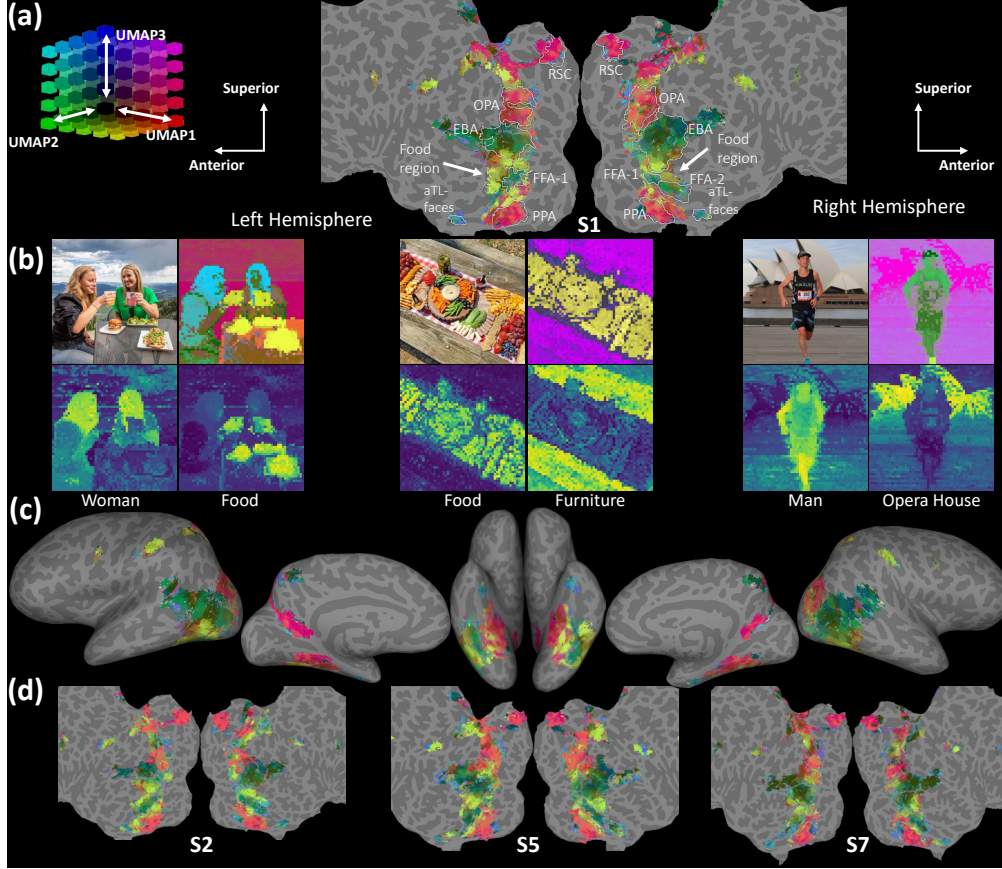 (a)
UMAP3
UMAP2
UMAP1
Superior
Anterior
RSC
RSC
Superior
Anterior
OPA
OPA
EBA
EBA
Food
region
Food
region
FFA-1
FFA-1
FFA-2
aTL-
faces
aTL-
faces
PPA
PPA
Left Hemisphere
S1
Right Hemisphere
(b)
Woman
Food
Food
Furniture
Man
Opera House
(c)
(d)
S2
S5
S7